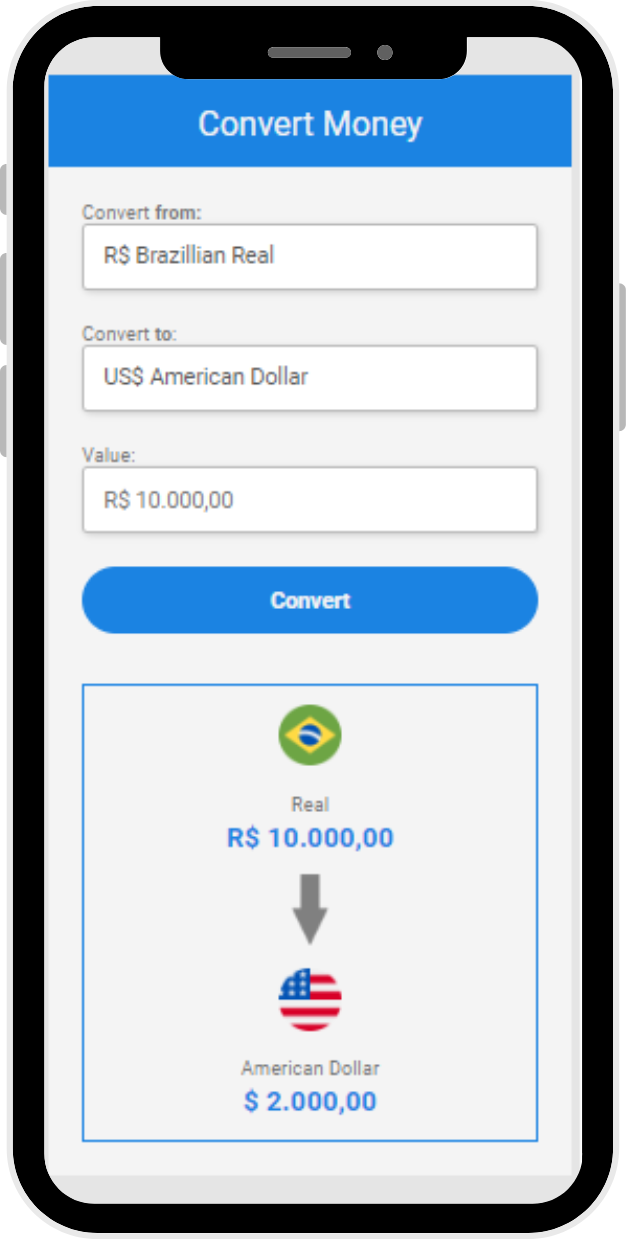 Convert Money
Convert from:
R$ Brazillian Real
Convert to:
US$ American Dollar
Value:
R$ 10.000,00
Convert
Real
R$ 10.000,00
American Dollar
$ 2.000,00